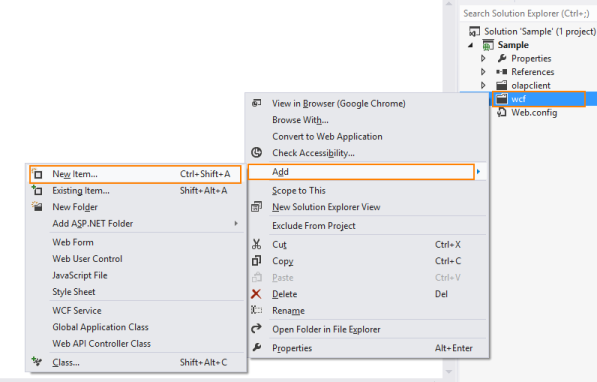 Search Solution Explorer (Ctrl+;)
Solution 'Sample' (1 project)
Sample
Properties
References
olapclient
wcf
Web.config
View in Browser (Google Chrome)
Browse With...
Convert to Web Application
Check Accessibility...
Add
Scope to This
New Solution Explorer View
Exclude From Project
Cut Ctrl+X
Copy Ctrl+C
Paste Ctrl+V
Delete Del
Rename
Open Folder in File Explorer
Properties Alt+Enter
New Item... Ctrl+Shift+A
Existing Item... Shift+Alt+A
New Folder
Add ASP.NET Folder
Web Form
Web User Control
JavaScript File
Style Sheet
WCF Service
Global Application Class
Web API Controller Class
Class... Shift+Alt+C